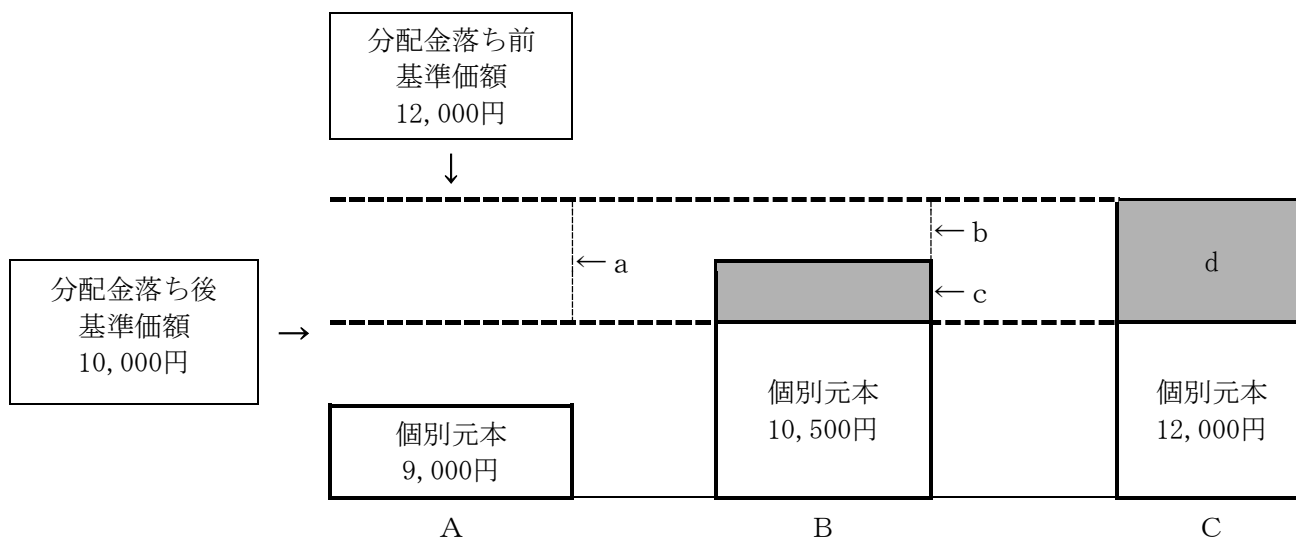 分配金落ち前
基準価額
12,000円
↓
← b
← a
d
分配金落ち後
基準価額
10,000円
→
← c
個別元本
9,000円
個別元本
10,500円
個別元本
12,000円
A
B
C